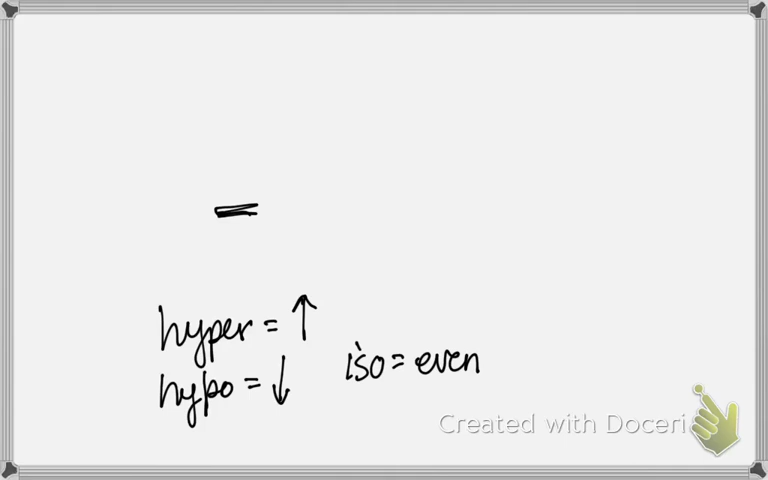 =
hyper = ↑
hypo = ↓
iso = even
Created with Doceri